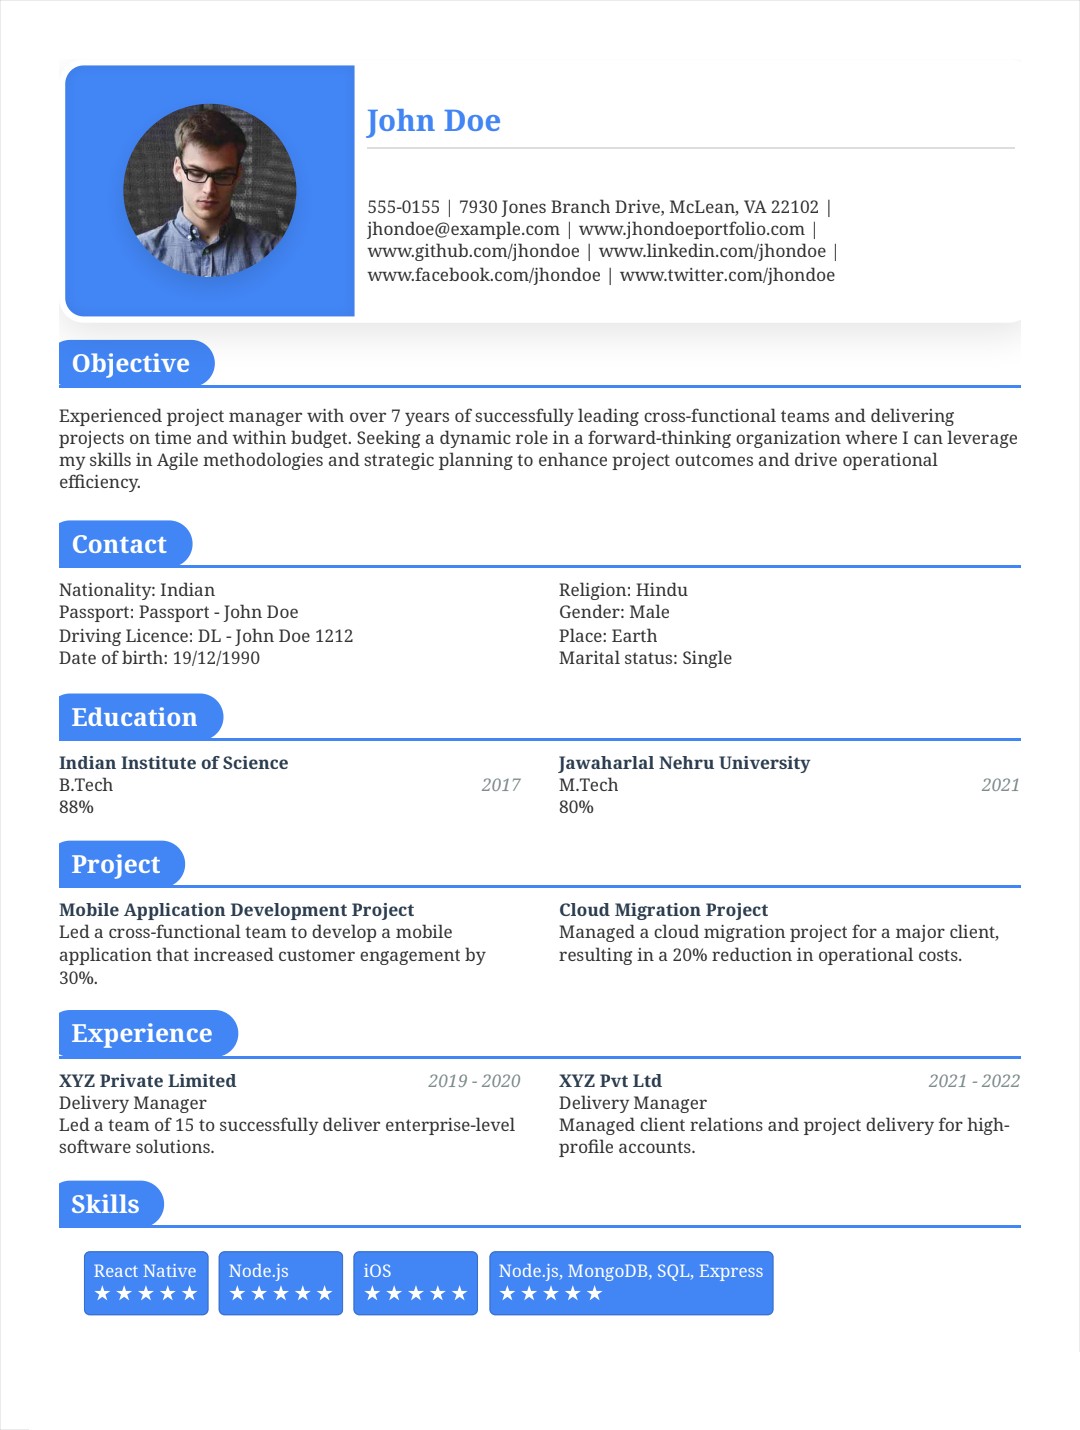 John Doe
555-0155 | 7930 Jones Branch Drive, McLean, VA 22102 |
jhondoe@example.com | www.jhondoeportfolio.com |
www.github.com/jhondoe | www.linkedin.com/jhondoe |
www.facebook.com/jhondoe | www.twitter.com/jhondoe
Objective
Experienced project manager with over 7 years of successfully leading cross-functional teams and delivering
projects on time and within budget. Seeking a dynamic role in a forward-thinking organization where I can leverage
my skills in Agile methodologies and strategic planning to enhance project outcomes and drive operational
efficiency.
Contact
Nationality: Indian
Passport: Passport - John Doe
Driving Licence: DL - John Doe 1212
Date of birth: 19/12/1990
Religion: Hindu
Gender: Male
Place: Earth
Marital status: Single
Education
Indian Institute of Science
B.Tech 2017
88%
Jawaharlal Nehru University
M.Tech 2021
80%
Project
Mobile Application Development Project
Led a cross-functional team to develop a mobile
application that increased customer engagement by
30%.
Cloud Migration Project
Managed a cloud migration project for a major client,
resulting in a 20% reduction in operational costs.
Experience
XYZ Private Limited 2019 - 2020
Delivery Manager
Led a team of 15 to successfully deliver enterprise-level
software solutions.
XYZ Pvt Ltd 2021 - 2022
Delivery Manager
Managed client relations and project delivery for high-
profile accounts.
Skills
React Native
★ ★ ★ ★ ★
Node.js
★ ★ ★ ★ ★
iOS
★ ★ ★ ★ ★
Node.js, MongoDB, SQL, Express
★ ★ ★ ★ ★